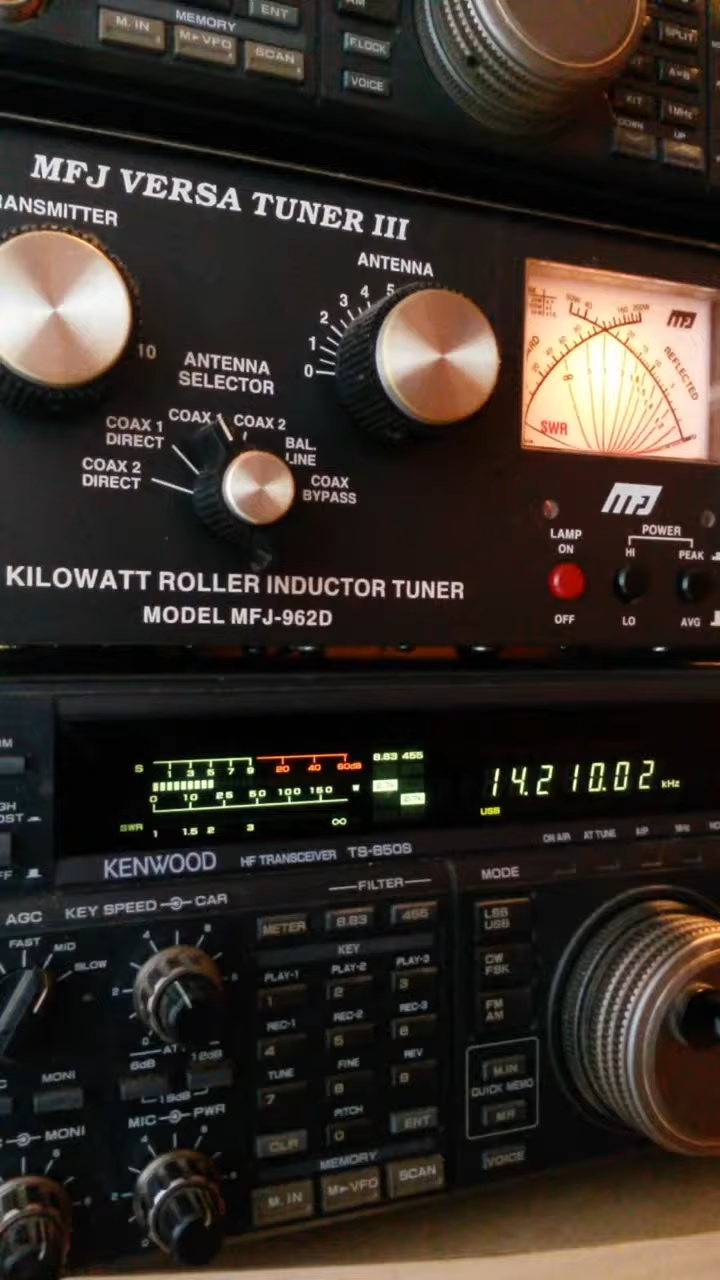 ENT
AM
MEMORY
M.IN
M►VFO
SCAN
F.LOCK
VOICE
SPLIT
A=B
1MHz
DOWN
UP
MFJ VERSA TUNER III
RANSMITTER
10
ANTENNA
0 1 2 3 4 5
ANTENNA
SELECTOR
COAX 1
DIRECT
COAX 2
DIRECT
COAX 1
COAX 2
BAL.
LINE
COAX
BYPASS
MFJ
REFLECTED
SWR
MFJ
LAMP
ON
OFF
POWER
HI
LO
PEAK
AVG
KILOWATT ROLLER INDUCTOR TUNER
MODEL MFJ-962D
S 1 3 5 7 9 20 40 60dB
0 10 25 50 100 150 W
SWR 1 1.5 2 3 ∞
8.83 455
14.210.02 kHz
USB
ON AIR
AT TUNE
KENWOOD HF TRANSCEIVER TS-850S
AGC
FAST
MID
SLOW
KEY SPEED
CAR
FILTER
METER
8.83
455
MODE
LSB
USB
CW
FSK
FM
AM
KEY
PLAY-1
PLAY-2
PLAY-3
1
2
3
REC-1
REC-2
REC-3
4
5
6
TUNE
FINE
REV
7
8
9
CLR
PITCH
0
ENT
M.IN
QUICK MEMO
MR
VOICE
MEMORY
M.IN
M►VFO
SCAN
6dB
AT
12dB
18dB
MONI
MIC
PWR
MONI